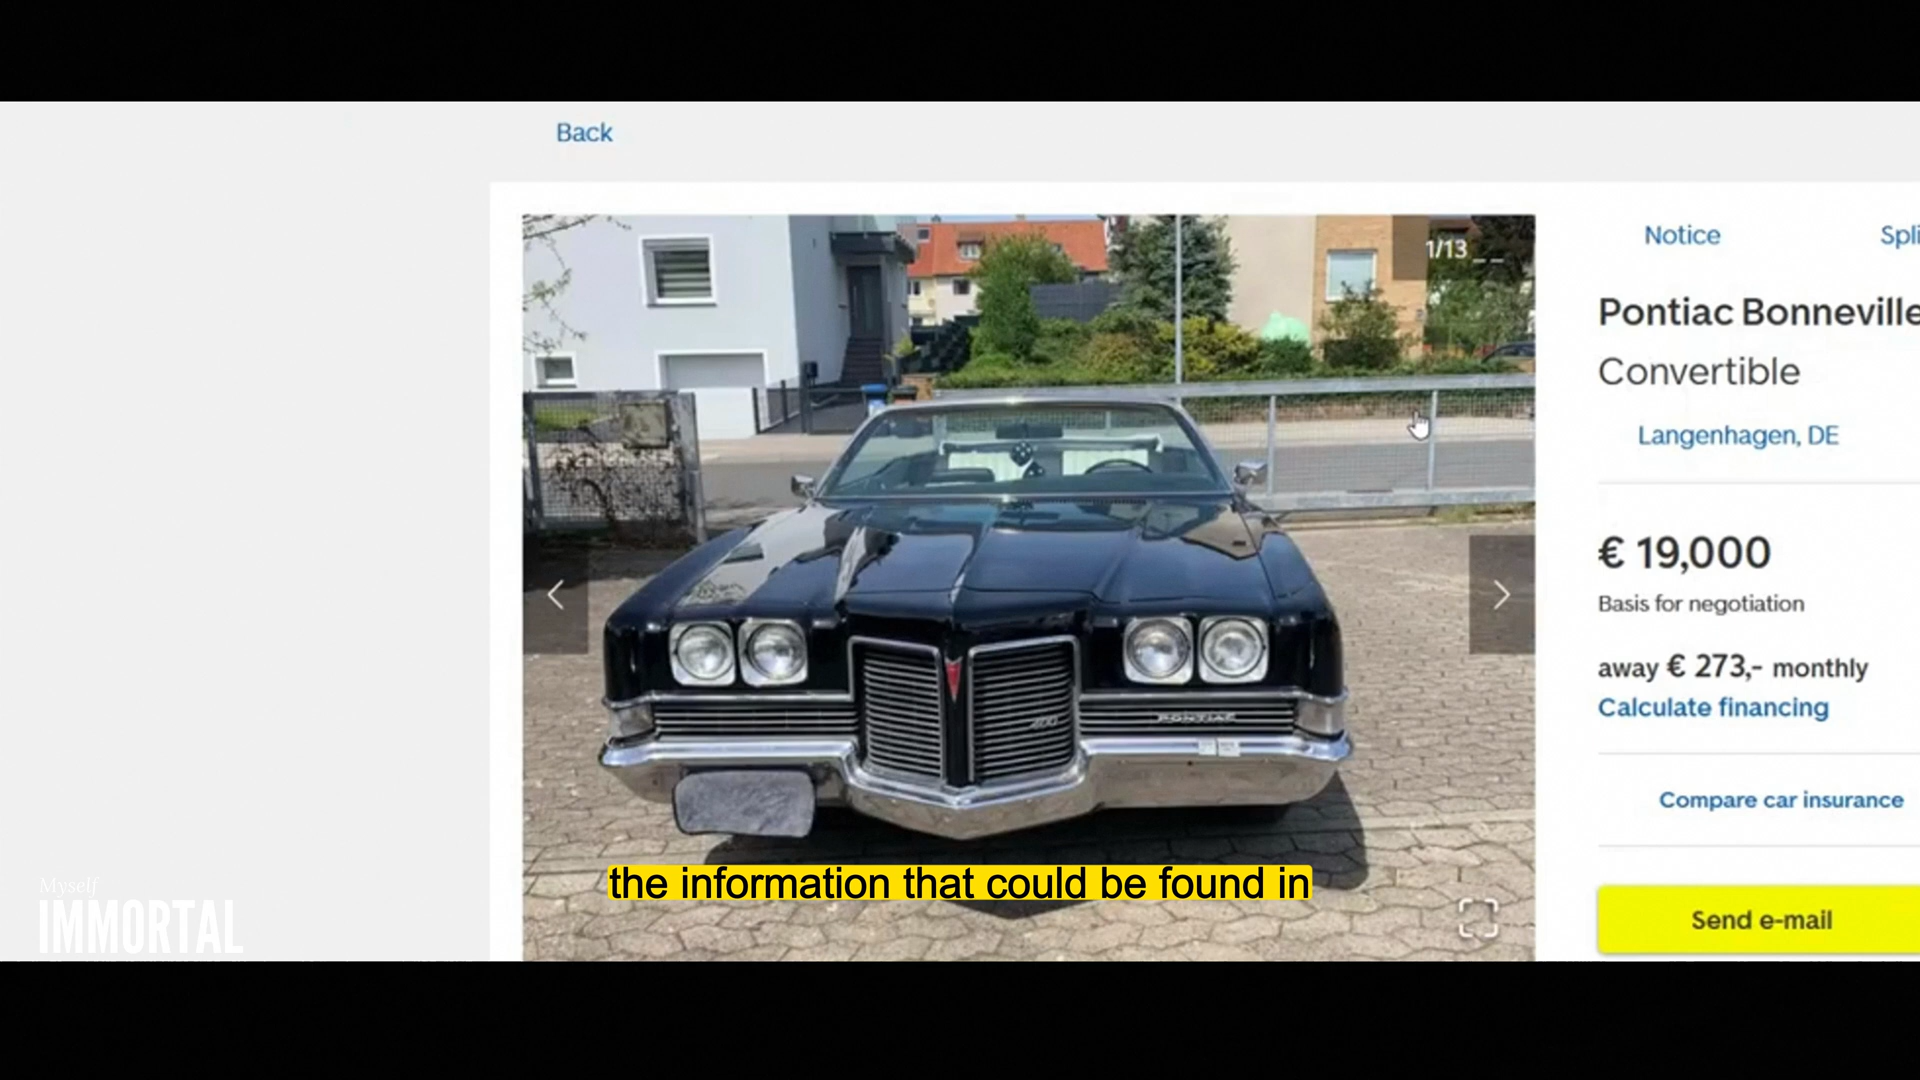 Back
1/13
Notice
Spli
Pontiac Bonneville
Convertible
Langenhagen, DE
€ 19,000
Basis for negotiation
away € 273,- monthly
Calculate financing
Compare car insurance
Send e-mail
PONTIAC
the information that could be found in
Myself
IMMORTAL